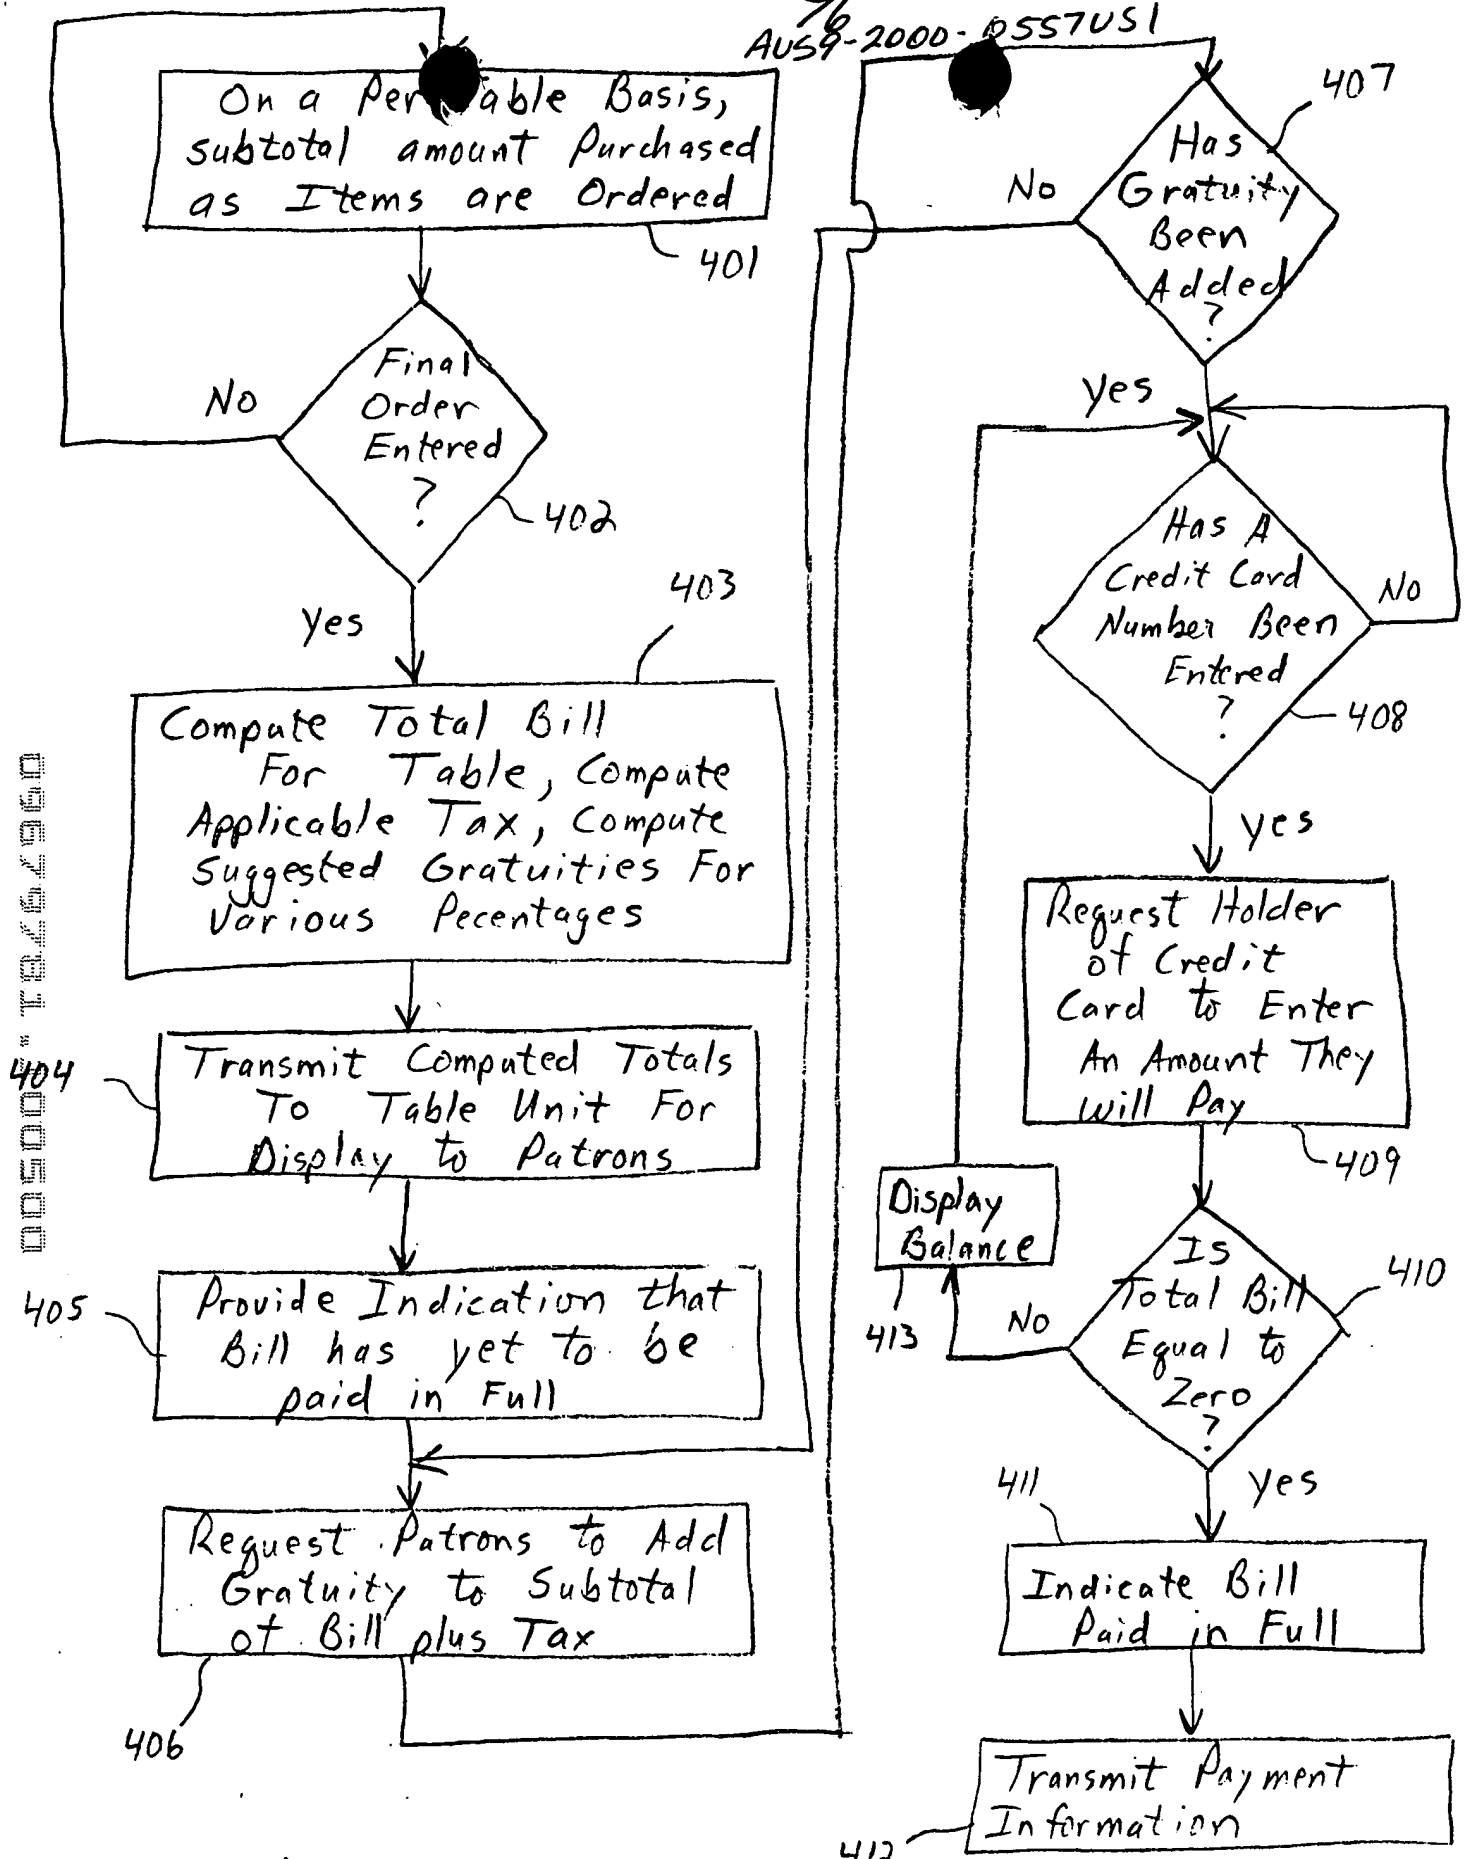 76
AUS9-2000-0557US1
On a Per Table Basis,
subtotal amount Purchased
as Items are Ordered
401
Final
Order
Entered
?
No
402
Yes
403
Compute Total Bill
For Table, Compute
Applicable Tax, Compute
Suggested Gratuities For
Various Pecentages
Transmit Computed Totals
To Table Unit For
Display to Patrons
404
Provide Indication that
Bill has yet to be
paid in Full
405
Request Patrons to Add
Gratuity to Subtotal
of Bill plus Tax
406
407
Has
Gratuity
Been
Added
?
No
Yes
Has A
Credit Card
Number Been
Entered
?
No
408
Yes
Request Holder
of Credit
Card to Enter
An Amount They
Will Pay
409
Is
Total Bill
Equal to
Zero
?
410
No
Display
Balance
413
Yes
411
Indicate Bill
Paid in Full
Transmit Payment
Information
412
09679781.100500